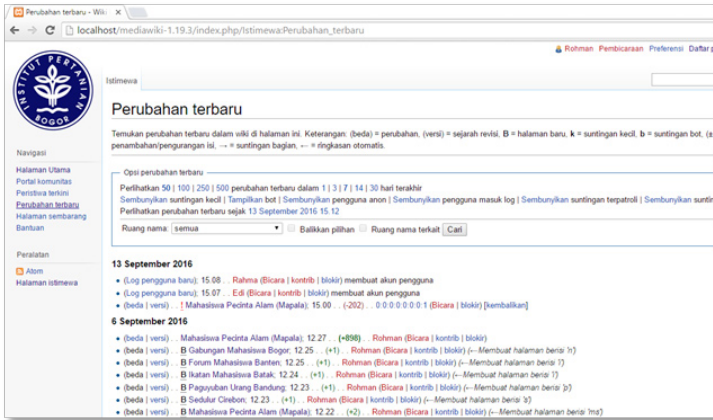 Perubahan terbaru – Wiki
localhost/mediawiki-1.19.3/index.php/Istimewa:Perubahan_terbaru
Rohman Pembicaraan Preferensi Daftar
INSTITUT PERTANIAN
BOGOR
Istimewa
Perubahan terbaru
Temukan perubahan terbaru dalam wiki di halaman ini. Keterangan: (beda) = perubahan, (versi) = sejarah revisi, B = halaman baru, k = suntingan kecil, b = suntingan bot, (±
penambahan/pengurangan isi, → = suntingan bagian, ← = ringkasan otomatis.
Navigasi
Halaman Utama
Portal komunitas
Peristiwa terkini
Perubahan terbaru
Halaman sembarang
Bantuan
Peralatan
Atom
Halaman istimewa
Opsi perubahan terbaru
Perlihatkan 50 | 100 | 250 | 500 perubahan terbaru dalam 1 | 3 | 7 | 14 | 30 hari terakhir
Sembunyikan suntingan kecil | Tampilkan bot | Sembunyikan pengguna anon | Sembunyikan pengguna masuk log | Sembunyikan suntingan terpatroli | Sembunyikan
Perlihatkan perubahan terbaru sejak 13 September 2016 15.12
Ruang nama: semua Balikkan pilihan Ruang nama terkait Cari
13 September 2016
(Log pengguna baru); 15.08 . . Rahma (Bicara | kontrib | blokir) membuat akun pengguna
(Log pengguna baru); 15.07 . . Edi (Bicara | kontrib | blokir) membuat akun pengguna
(beda | versi) . . ! Mahasiswa Pecinta Alam (Mapala); 15.00 . . (-202) . . 0:0:0:0:0:0:0:1 (Bicara | blokir) [kembalikan]
6 September 2016
(beda | versi) . . Mahasiswa Pecinta Alam (Mapala); 12.27 . . (+898) . . Rohman (Bicara | kontrib | blokir)
(beda | versi) . . B Gabungan Mahasiswa Bogor; 12.25 . . (+1) . . Rohman (Bicara | kontrib | blokir) (←Membuat halaman berisi 'n')
(beda | versi) . . B Forum Mahasiswa Banten; 12.25 . . (+1) . . Rohman (Bicara | kontrib | blokir) (←Membuat halaman berisi 'l')
(beda | versi) . . B Ikatan Mahasiswa Batak; 12.24 . . (+1) . . Rohman (Bicara | kontrib | blokir) (←Membuat halaman berisi 'l')
(beda | versi) . . B Paguyuban Urang Bandung; 12.23 . . (+1) . . Rohman (Bicara | kontrib | blokir) (←Membuat halaman berisi 'p')
(beda | versi) . . B Sedulur Cirebon; 12.23 . . (+1) . . Rohman (Bicara | kontrib | blokir) (←Membuat halaman berisi 's')
(beda | versi) . . B Mahasiswa Pecinta Alam (Mapala); 12.22 . . (+2) . . Rohman (Bicara | kontrib | blokir) (←Membuat halaman berisi 'ma')